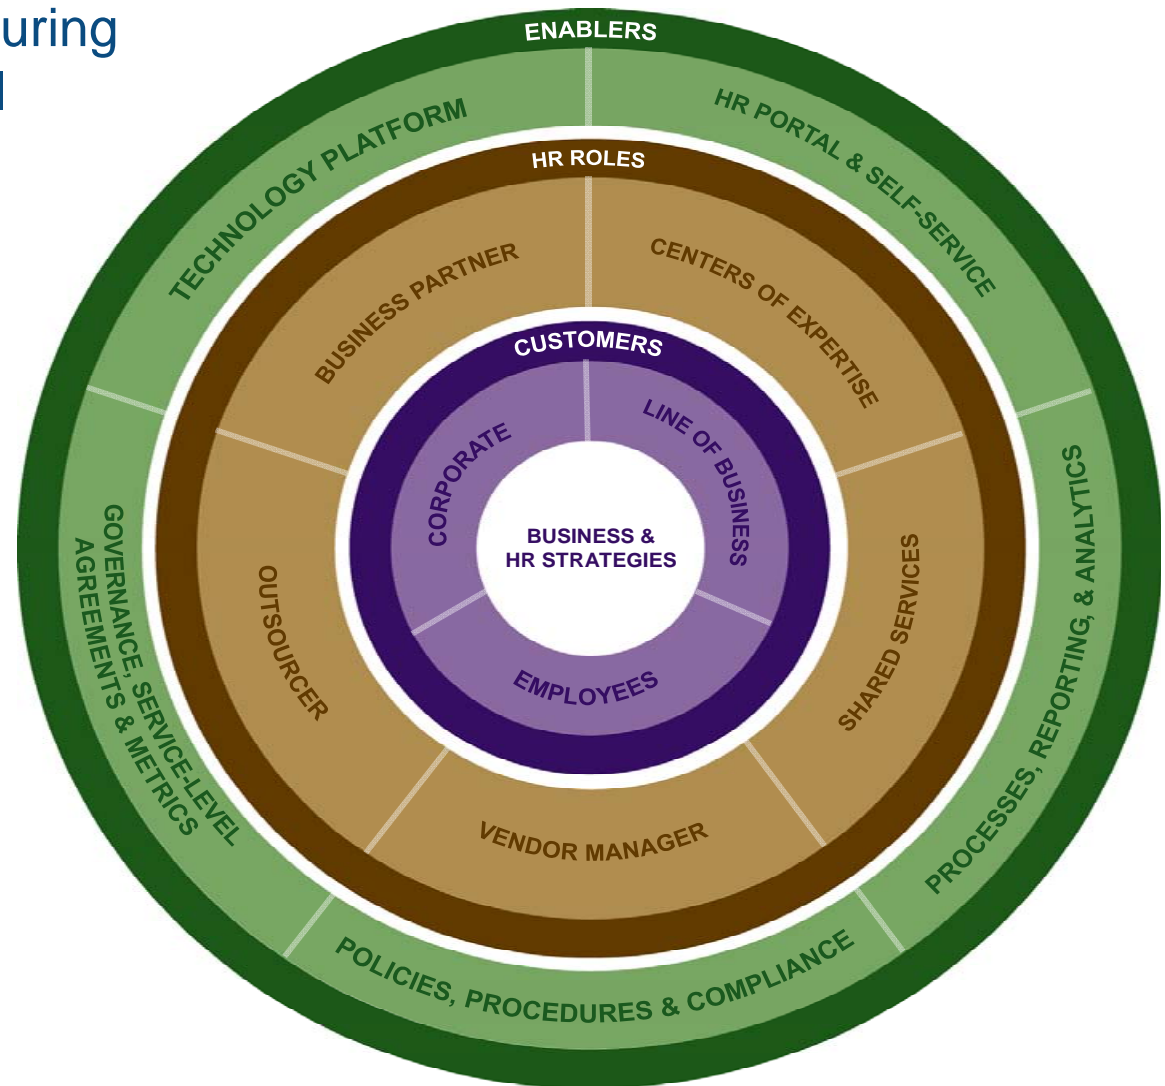 uring
ENABLERS
TECHNOLOGY PLATFORM
HR PORTAL & SELF-SERVICE
PROCESSES, REPORTING, & ANALYTICS
POLICIES, PROCEDURES & COMPLIANCE
GOVERNANCE, SERVICE-LEVEL
AGREEMENTS & METRICS
HR ROLES
BUSINESS PARTNER
CENTERS OF EXPERTISE
SHARED SERVICES
VENDOR MANAGER
OUTSOURCER
CUSTOMERS
CORPORATE
LINE OF BUSINESS
EMPLOYEES
BUSINESS &
HR STRATEGIES